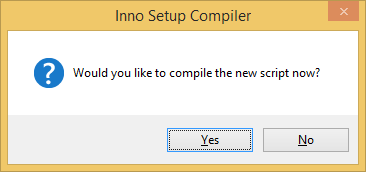 Inno Setup Compiler
Would you like to compile the new script now?
Yes
No